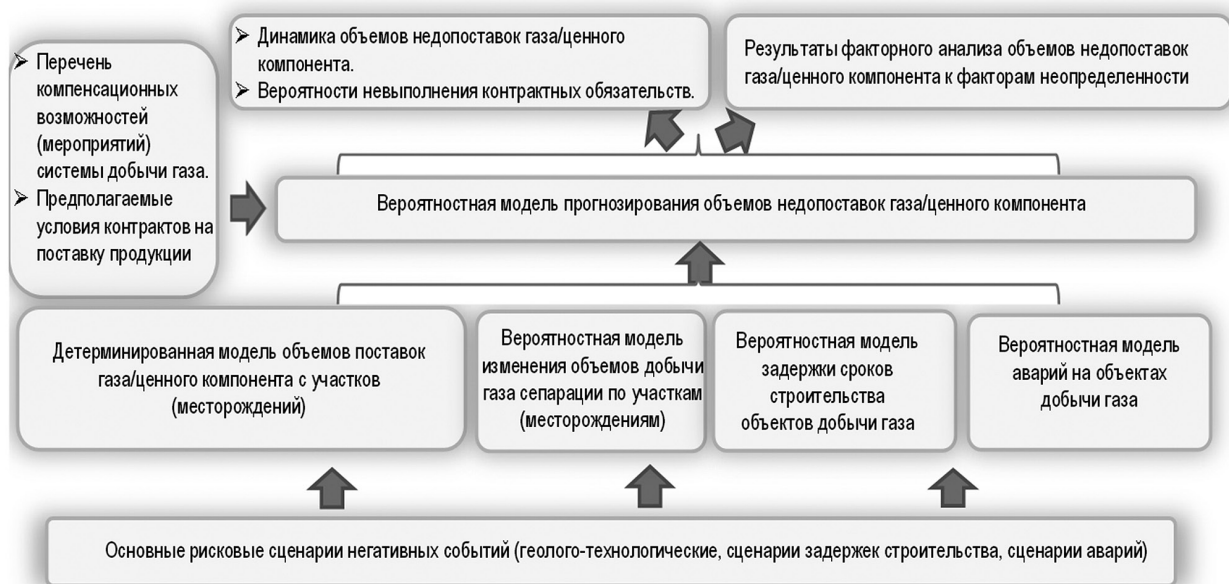 Перечень
компенсационных
возможностей
(мероприятий)
системы добычи газа.
Предполагаемые
условия контрактов на
поставку продукции
Динамика объемов недопоставок газа/ценного
компонента.
Вероятности невыполнения контрактных обязательств.
Результаты факторного анализа объемов недопоставок
газа/ценного компонента к факторам неопределенности
Вероятностная модель прогнозирования объемов недопоставок газа/ценного компонента
Детерминированная модель объемов поставок
газа/ценного компонента с участков
(месторождений)
Вероятностная модель
изменения объемов добычи
газа сепарации по участкам
(месторождениям)
Вероятностная модель
задержки сроков
строительства
объектов добычи газа
Вероятностная модель
аварий на объектах
добычи газа
Основные рисковые сценарии негативных событий (геолого-технологические, сценарии задержек строительства, сценарии аварий)